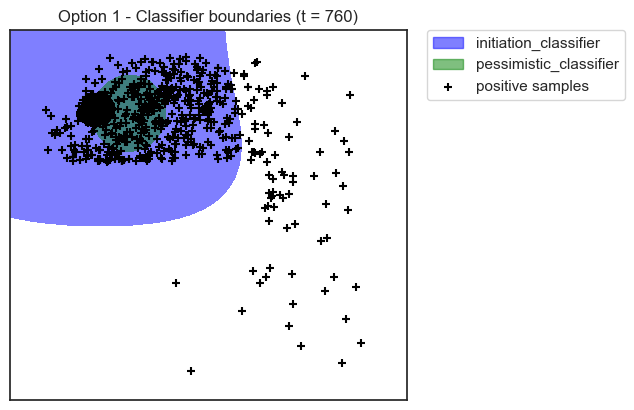 Option 1 - Classifier boundaries (t = 760)
initiation_classifier
pessimistic_classifier
positive samples